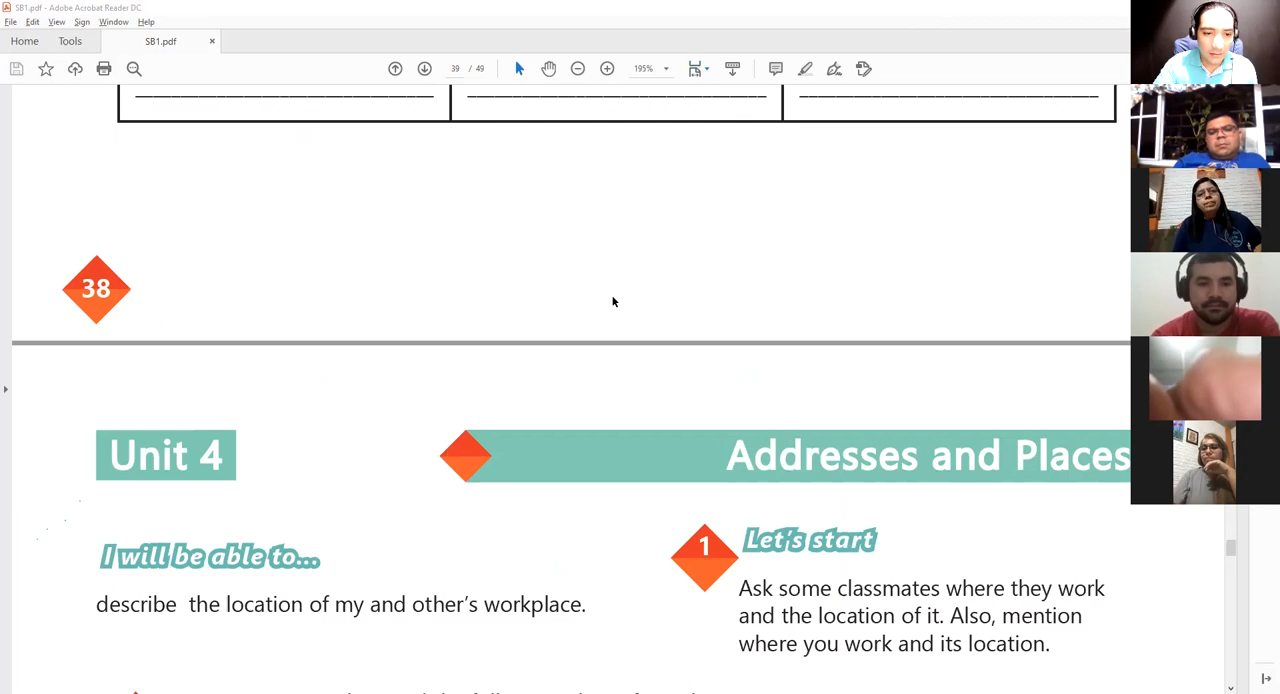 SB1.pdf - Adobe Acrobat Reader DC
File Edit View Sign Window Help
Home Tools SB1.pdf ×
39 / 49 195%
38
Unit 4 Addresses and Places
I will be able to...
describe the location of my and other's workplace.
1 Let's start
Ask some classmates where they work
and the location of it. Also, mention
where you work and its location.